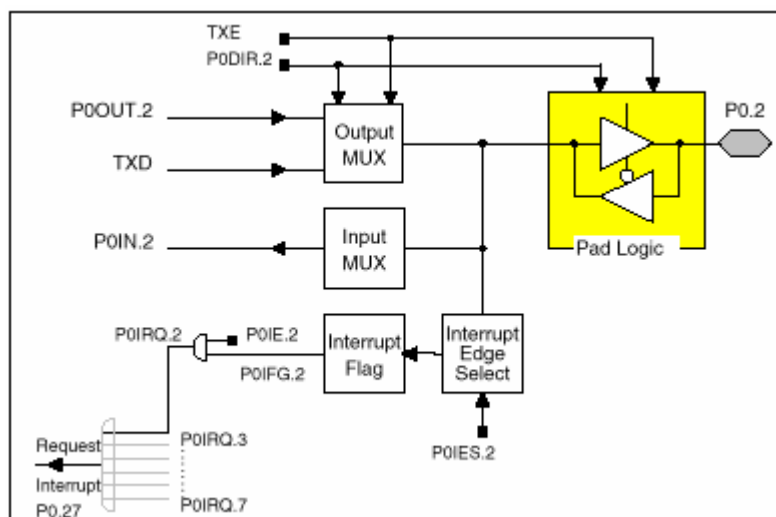 TXE
P0DIR.2
P0OUT.2
P0.2
Output
MUX
TXD
P0IN.2
Input
MUX
Pad Logic
P0IRQ.2
P0IE.2
Interrupt
Flag
Interrupt
Edge
Select
P0IFG.2
Request
P0IRQ.3
P0IES.2
Interrupt
P0.27
P0IRQ.7